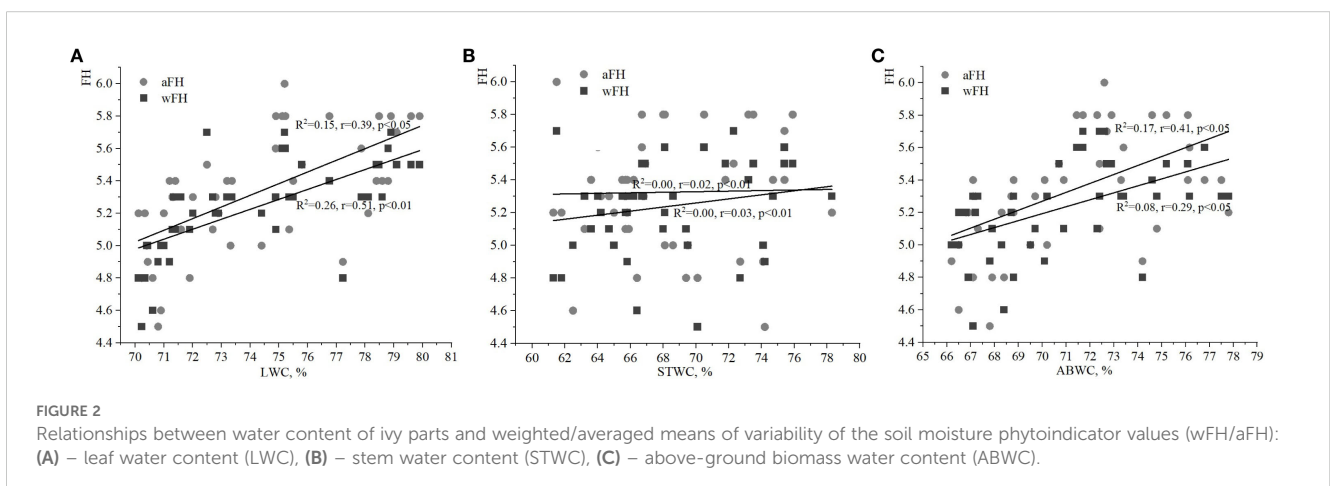 A
FH
aFH
wFH
6.0
5.8
5.6
5.4
5.2
5.0
4.8
4.6
4.4
R²=0.15, r=0.39, p<0.05
R²=0.26, r=0.51, p<0.01
70 71 72 73 74 75 76 77 78 79 80 81
LWC, %
B
FH
aFH
wFH
6.0
5.8
5.6
5.4
5.2
5.0
4.8
4.6
4.4
R²=0.00, r=0.02, p<0.01
R²=0.00, r=0.03, p<0.01
60 62 64 66 68 70 72 74 76 78 80
STWC, %
C
FH
aFH
wFH
6.0
5.8
5.6
5.4
5.2
5.0
4.8
4.6
4.4
R²=0.17, r=0.41, p<0.05
R²=0.08, r=0.29, p<0.05
65 66 67 68 69 70 71 72 73 74 75 76 77 78 79
ABWC, %
FIGURE 2
Relationships between water content of ivy parts and weighted/averaged means of variability of the soil moisture phytoindicator values (wFH/aFH):
(A) – leaf water content (LWC), (B) – stem water content (STWC), (C) – above-ground biomass water content (ABWC).